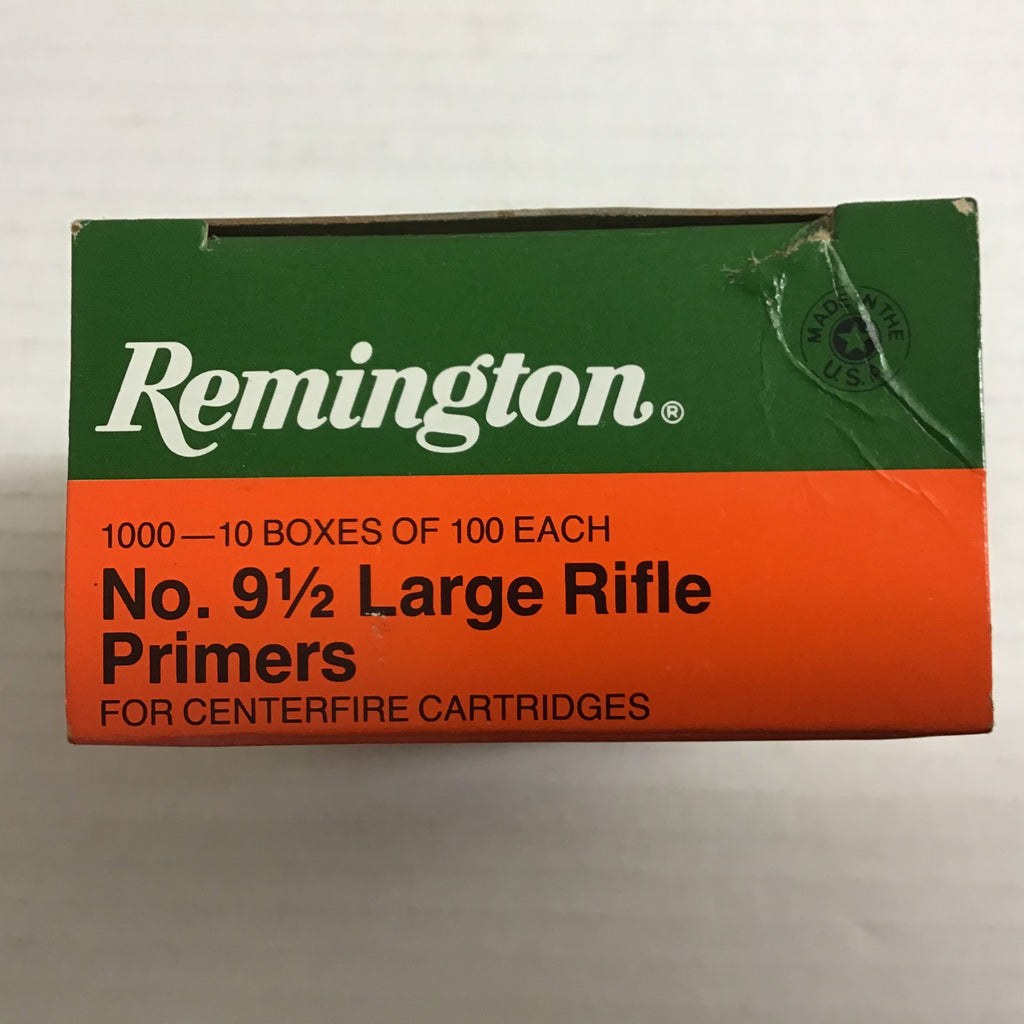 MADE IN THE
U.S.A.
Remington®
1000—10 BOXES OF 100 EACH
No. 9½ Large Rifle
Primers
FOR CENTERFIRE CARTRIDGES